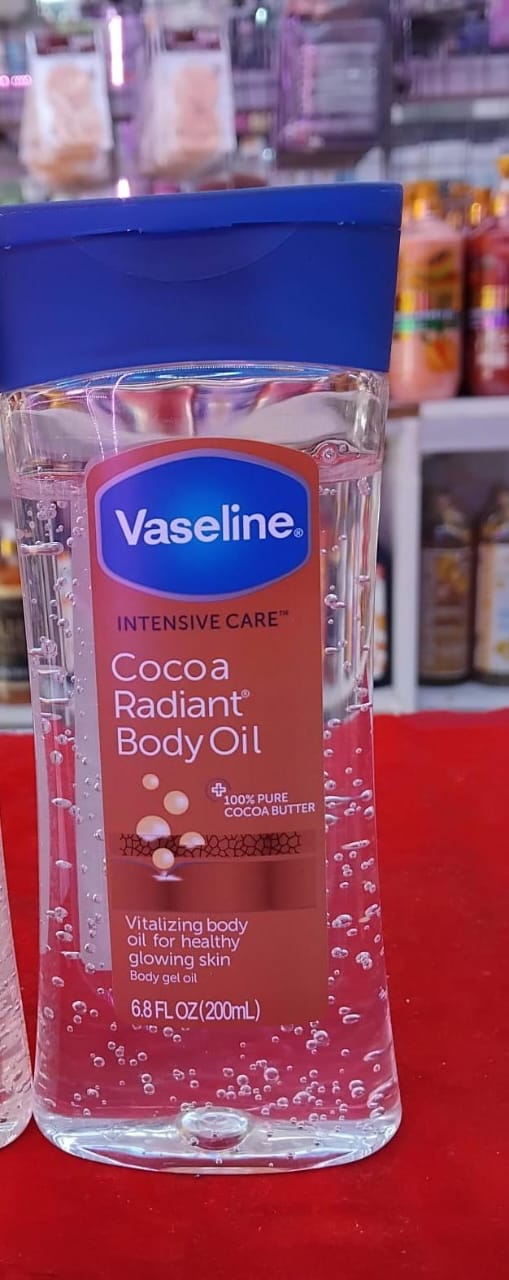 Vaseline®
INTENSIVE CARE™
Cocoa
Radiant®
Body Oil
100% PURE
COCOA BUTTER
Vitalizing body
oil for healthy
glowing skin
Body gel oil
6.8 FL OZ(200mL)